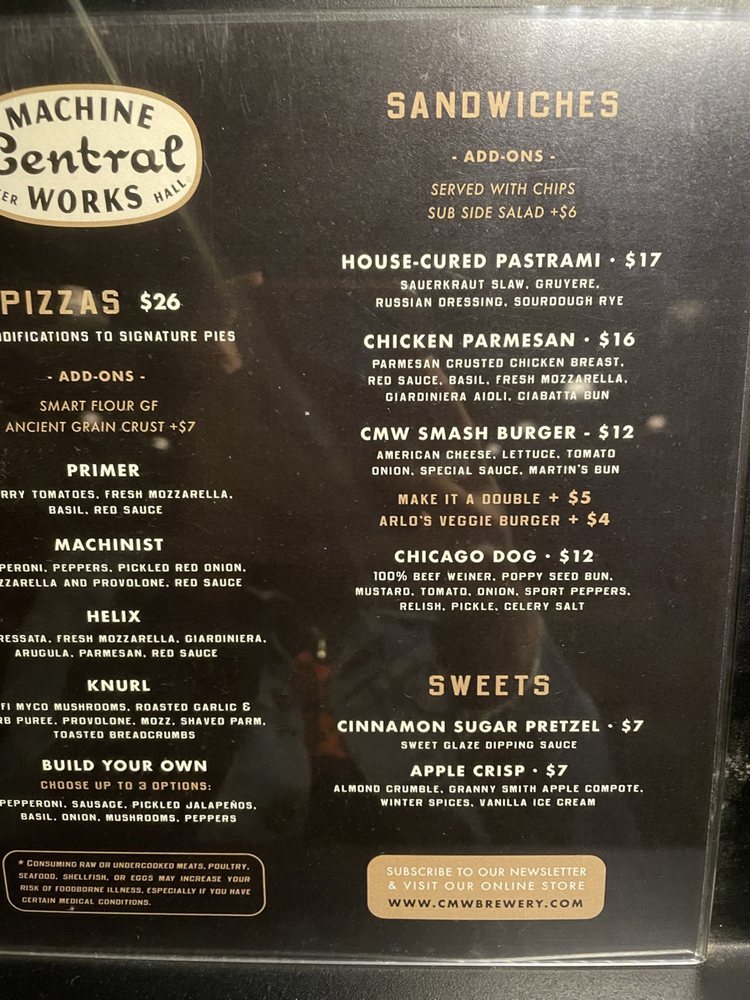 MACHINE
Central
WORKS HALL
PIZZAS $26
TO SIGNATURE PIES
- ADD-ONS -
SMART FLOUR GF
ANCIENT GRAIN CRUST +$7
PRIMER
TOMATOES, FRESH MOZZARELLA,
BASIL, RED SAUCE
MACHINIST
PEPPERS, PICKLED RED ONION,
AND PROVOLONE, RED SAUCE
HELIX
FRESH MOZZARELLA, GIARDINIERA,
ARUGULA, PARMESAN, RED SAUCE
KNURL
MYCO MUSHROOMS, ROASTED GARLIC &
PUREE, PROVOLONE, MOZZ, SHAVED PARM,
TOASTED BREADCRUMBS
BUILD YOUR OWN
CHOOSE UP TO 3 OPTIONS:
PEPPERONI, SAUSAGE, PICKLED JALAPEÑOS,
BASIL, ONION, MUSHROOMS, PEPPERS
* CONSUMING RAW OR UNDERCOOKED MEATS, POULTRY,
SEAFOOD, SHELLFISH, OR EGGS MAY INCREASE YOUR
RISK OF FOODBORNE ILLNESS, ESPECIALLY IF YOU HAVE
CERTAIN MEDICAL CONDITIONS.
SANDWICHES
- ADD-ONS -
SERVED WITH CHIPS
SUB SIDE SALAD +$6
HOUSE-CURED PASTRAMI · $17
SAUERKRAUT SLAW, GRUYERE,
RUSSIAN DRESSING, SOURDOUGH RYE
CHICKEN PARMESAN · $16
PARMESAN CRUSTED CHICKEN BREAST,
RED SAUCE, BASIL, FRESH MOZZARELLA,
GIARDINIERA AIOLI, CIABATTA BUN
CMW SMASH BURGER - $12
AMERICAN CHEESE, LETTUCE, TOMATO
ONION, SPECIAL SAUCE, MARTIN'S BUN
MAKE IT A DOUBLE + $5
ARLO'S VEGGIE BURGER + $4
CHICAGO DOG · $12
100% BEEF WEINER, POPPY SEED BUN,
MUSTARD, TOMATO, ONION, SPORT PEPPERS,
RELISH, PICKLE, CELERY SALT
SWEETS
CINNAMON SUGAR PRETZEL · $7
SWEET GLAZE DIPPING SAUCE
APPLE CRISP · $7
ALMOND CRUMBLE, GRANNY SMITH APPLE COMPOTE,
WINTER SPICES, VANILLA ICE CREAM
SUBSCRIBE TO OUR NEWSLETTER
& VISIT OUR ONLINE STORE
WWW.CMWBREWERY.COM